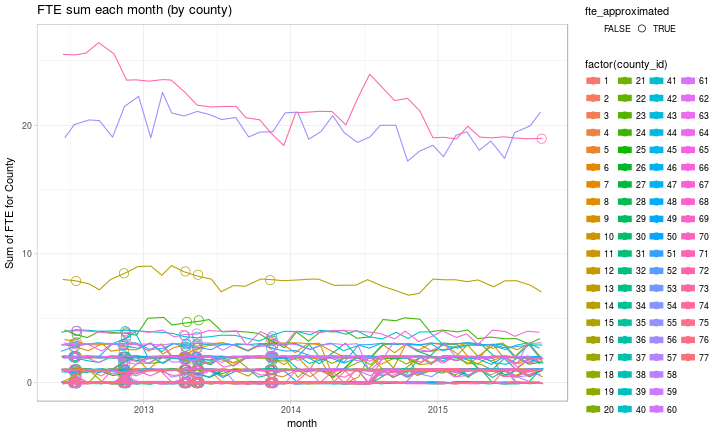 FTE sum each month (by county)
Sum of FTE for County
20
10
0
2013
2014
2015
month
fte_approximated
FALSE
TRUE
factor(county_id)
1 21 41 61
2 22 42 62
3 23 43 63
4 24 44 64
5 25 45 65
6 26 46 66
7 27 47 67
8 28 48 68
9 29 49 69
10 30 50 70
11 31 51 71
12 32 52 72
13 33 53 73
14 34 54 74
15 35 55 75
16 36 56 76
17 37 57 77
18 38 58
19 39 59
20 40 60